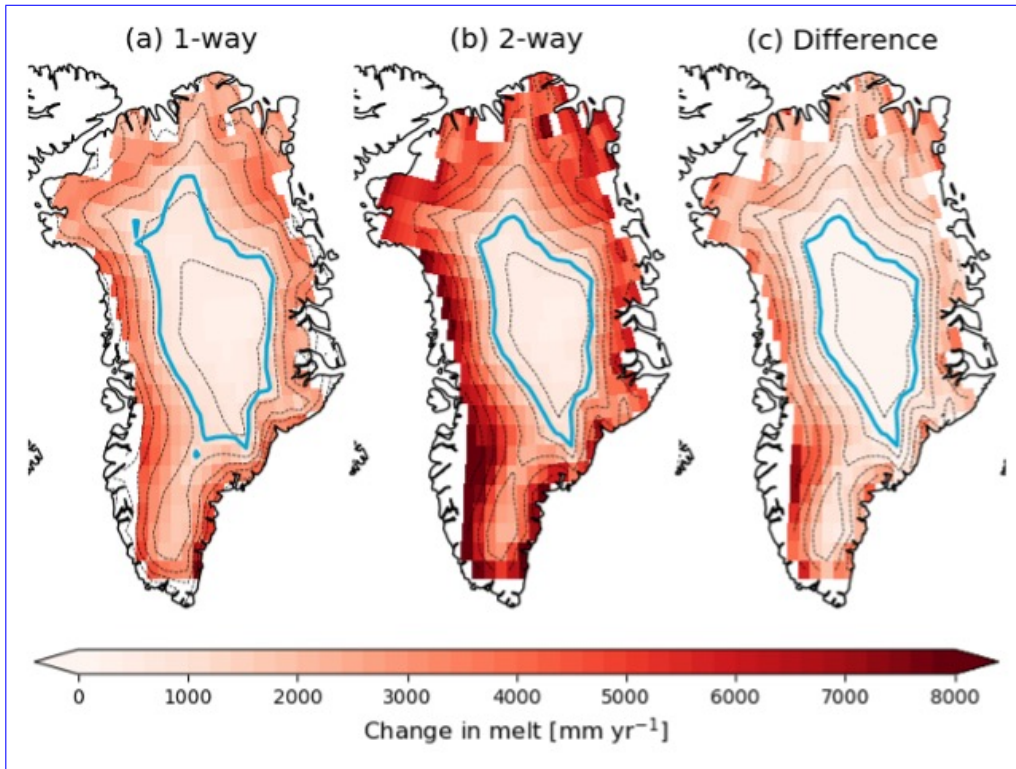 (a) 1-way
(b) 2-way
(c) Difference
0 1000 2000 3000 4000 5000 6000 7000 8000
Change in melt [mm yr⁻¹]